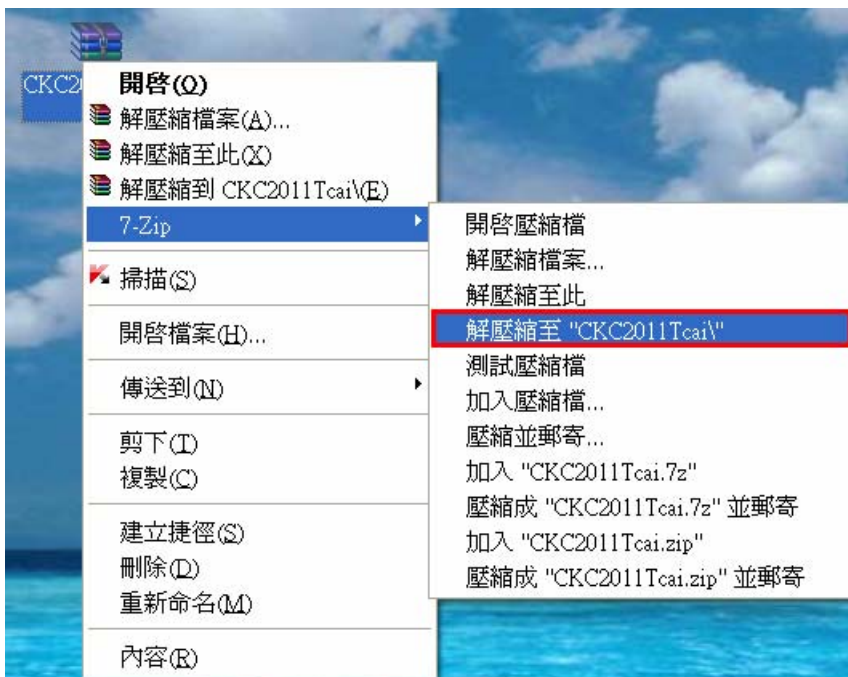 CKC2
開啓(O)
解壓縮檔案(A)...
解壓縮至此(X)
解壓縮到 CKC2011Tcai\(E)
7-Zip
掃描(S)
開啓檔案(H)...
傳送到(N)
剪下(T)
複製(C)
建立捷徑(S)
刪除(D)
重新命名(M)
內容(R)
開啓壓縮檔
解壓縮檔案...
解壓縮至此
解壓縮至 "CKC2011Tcai\"
測試壓縮檔
加入壓縮檔...
壓縮並郵寄...
加入 "CKC2011Tcai.7z"
壓縮成 "CKC2011Tcai.7z" 並郵寄
加入 "CKC2011Tcai.zip"
壓縮成 "CKC2011Tcai.zip" 並郵寄